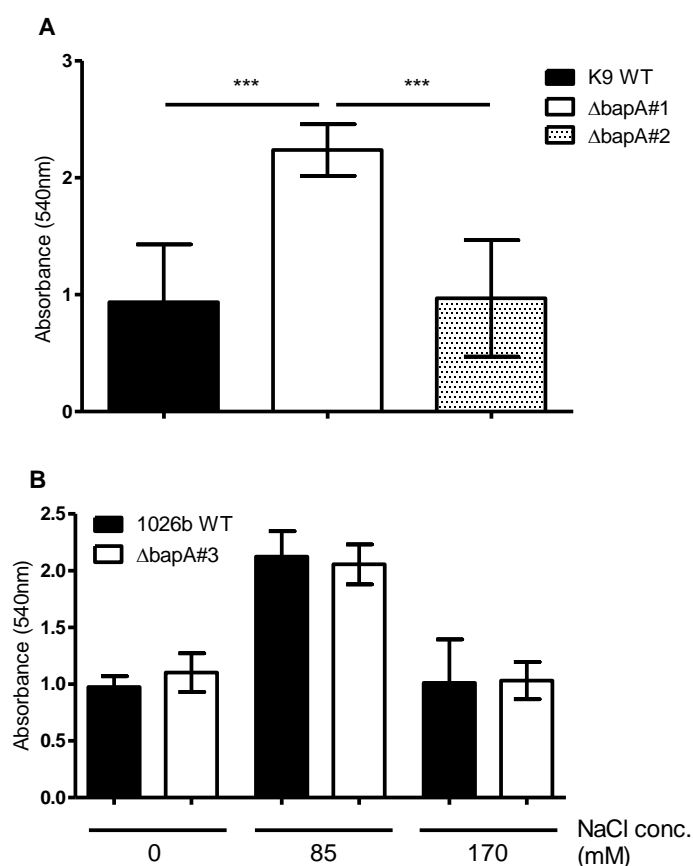 A
3
*** ***
K9 WT
ΔbapA#1
2
ΔbapA#2
Absorbance (540nm)
1
0
B
2.5
1026b WT
ΔbapA#3
2.0
1.5
Absorbance (540nm)
1.0
0.5
0.0
NaCl conc.
0 85 170 (mM)